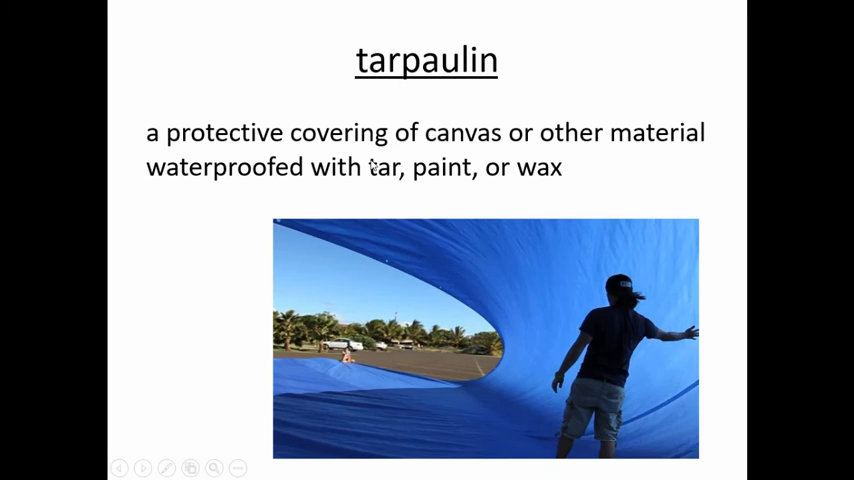 tarpaulin
a protective covering of canvas or other material
waterproofed with tar, paint, or wax